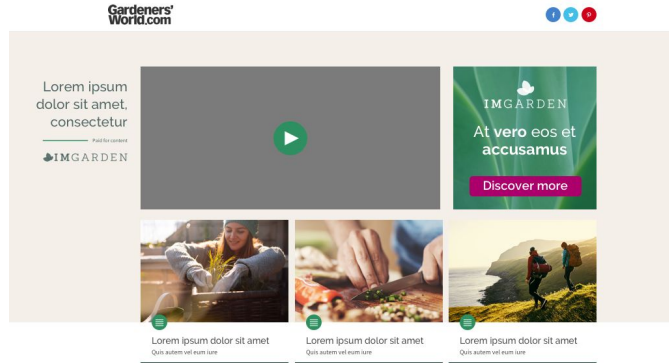 Gardeners'
World.com
Lorem ipsum
dolor sit amet,
consectetur
Paid for content
IMGARDEN
IMGARDEN
At vero eos et
accusamus
Discover more
Lorem ipsum dolor sit amet
Quis autem vel eum iure
Lorem ipsum dolor sit amet
Quis autem vel eum iure
Lorem ipsum dolor sit amet
Quis autem vel eum iure